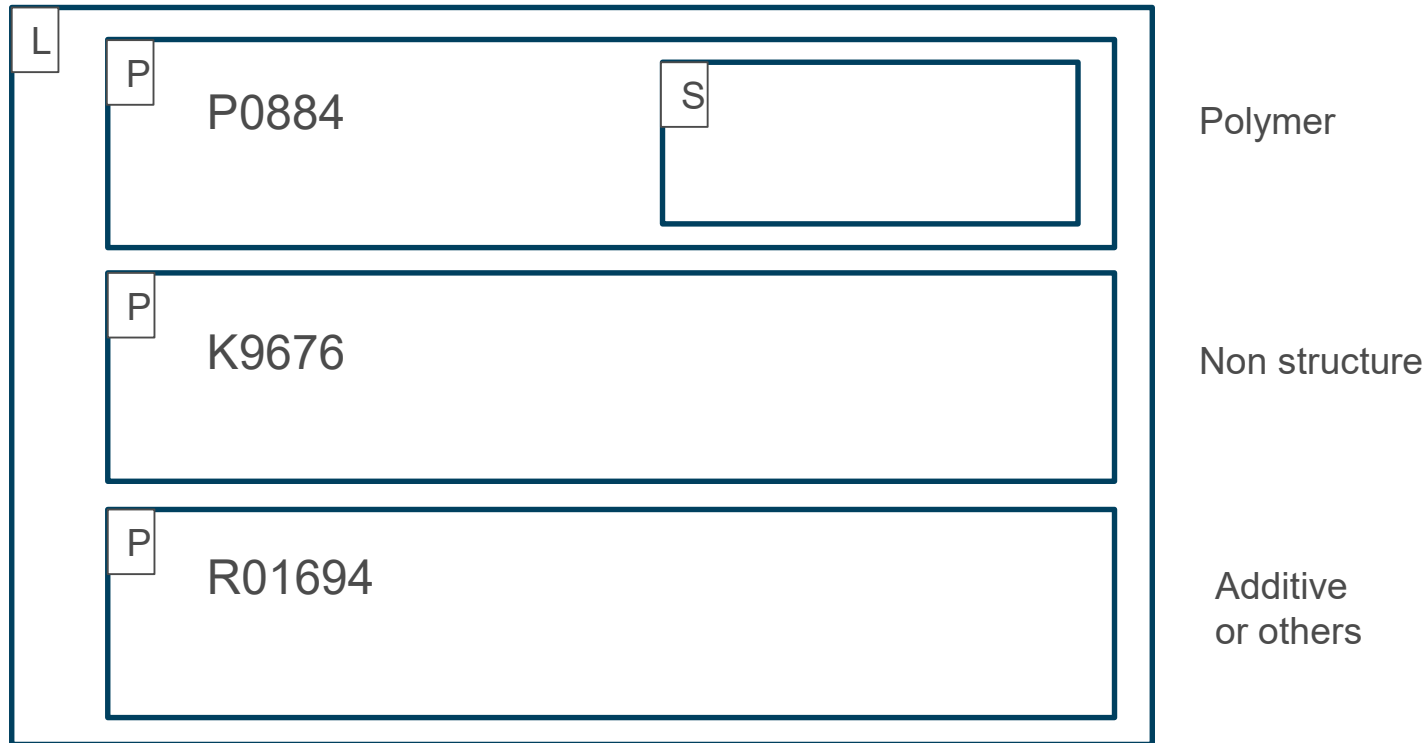 L
P
P0884
S
Polymer
P
K9676
Non structure
P
R01694
Additive
or others